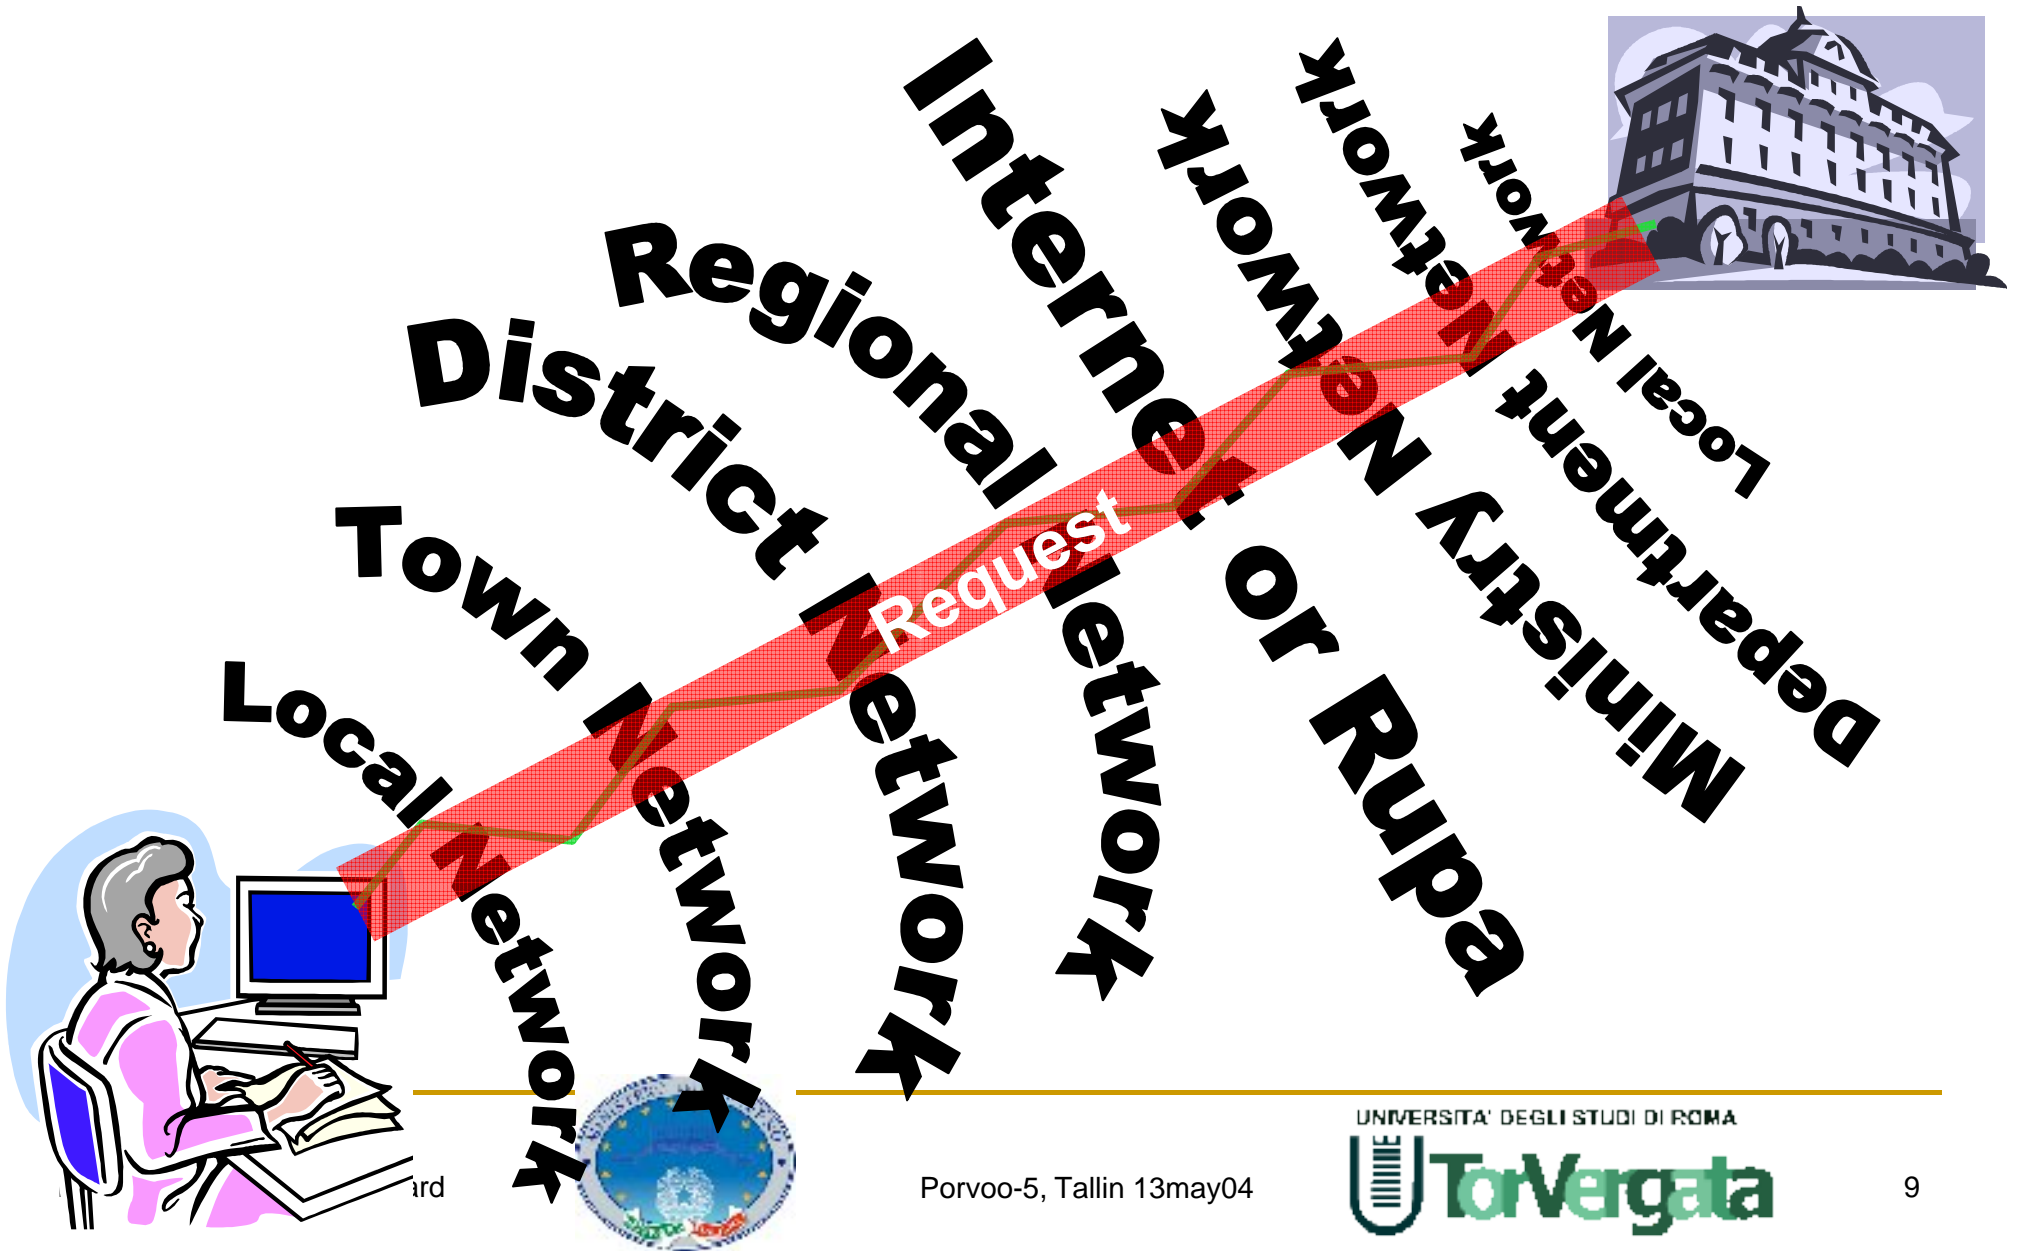 Local Network
Town Network
District Network
Regional Network
Internet or Rupa
Ministry Network
Department Network
Local Network
Request
ard
Porvoo-5, Tallin 13may04
UNIVERSITA' DEGLI STUDI DI ROMA
TorVergata
9